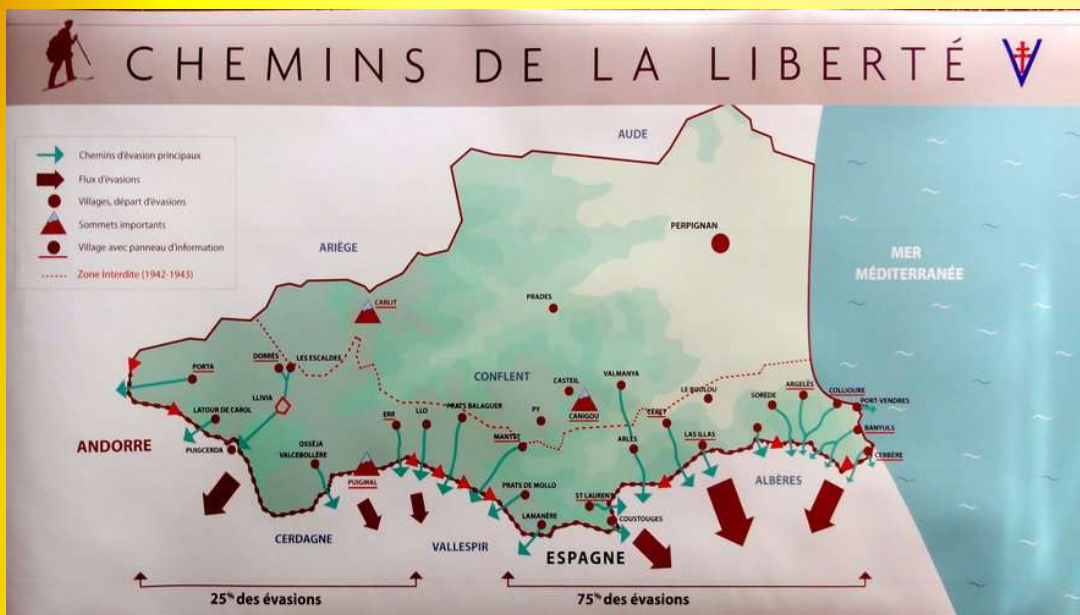 CHEMINS DE LA LIBERTÉ
Chemins d'évasion principaux
Flux d'évasions
Villages, départ d'évasions
Sommets importants
Village avec panneau d'information
Zone Interdite (1942-1943)
AUDE
ARIÈGE
PERPIGNAN
MER
MÉDITERRANÉE
CARLIT
PRADES
PORTA
DORRÈS
LES ESCALDES
CONFLENT
CASTEIL
VALMANYA
CANIGOU
LE BOULOU
SORÈDE
ARGELÈS
COLLIOURE
PORT-VENDRES
LLIVIA
LATOUR DE CAROL
ERR
LLO
PRATS BALAGUER
PY
CÉRET
BANYULS
ANDORRE
PUIGCERDA
OSSÉJA
VALCEBOLLÈRE
MANTET
ARLES
LAS ILLAS
CERBÈRE
PUIGMAL
PRATS DE MOLLO
ST LAURENT
ALBÈRES
LAMANÈRE
COUSTOUGES
CERDAGNE
VALLESPIR
ESPAGNE
25% des évasions
75% des évasions